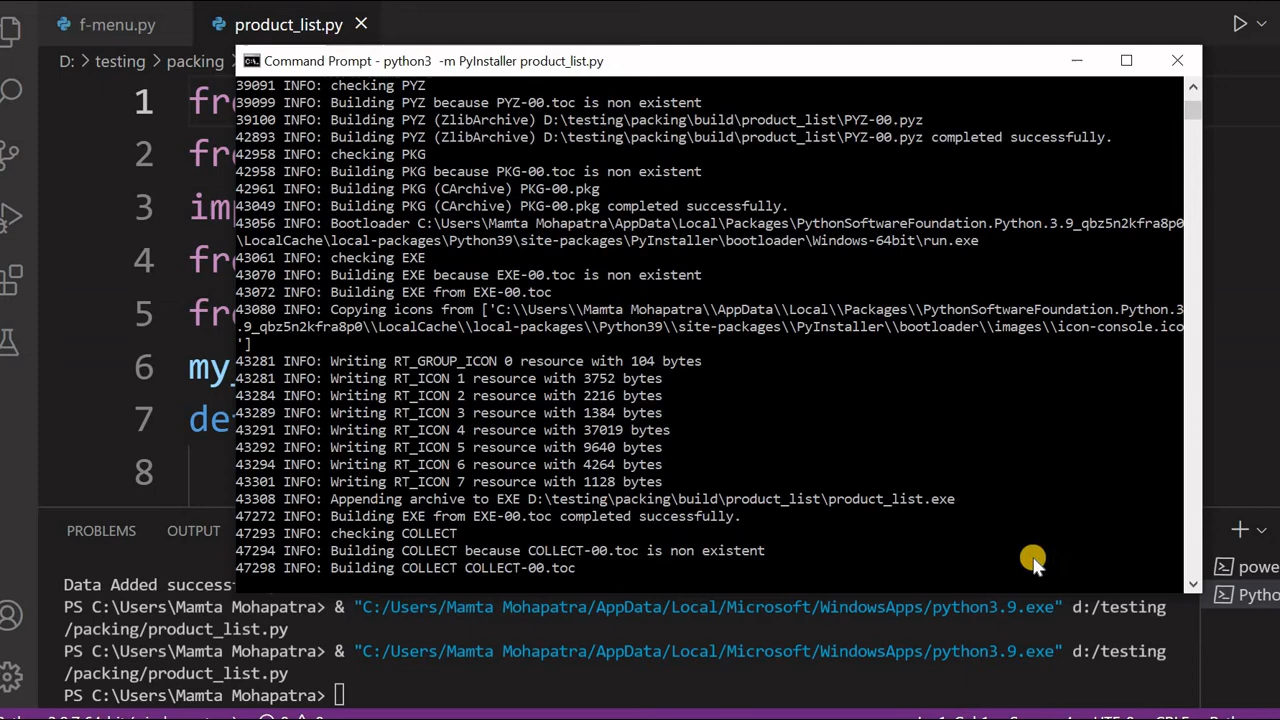 f-menu.py
product_list.py
D: > testing > packing >
Command Prompt - python3 -m PyInstaller product_list.py
39091 INFO: checking PYZ
39099 INFO: Building PYZ because PYZ-00.toc is non existent
39100 INFO: Building PYZ (ZlibArchive) D:\testing\packing\build\product_list\PYZ-00.pyz
42893 INFO: Building PYZ (ZlibArchive) D:\testing\packing\build\product_list\PYZ-00.pyz completed successfully.
42958 INFO: checking PKG
42958 INFO: Building PKG because PKG-00.toc is non existent
42961 INFO: Building PKG (CArchive) PKG-00.pkg
43049 INFO: Building PKG (CArchive) PKG-00.pkg completed successfully.
43056 INFO: Bootloader C:\Users\Mamta Mohapatra\AppData\Local\Packages\PythonSoftwareFoundation.Python.3.9_qbz5n2kfra8p0
\LocalCache\local-packages\Python39\site-packages\PyInstaller\bootloader\Windows-64bit\run.exe
43061 INFO: checking EXE
43070 INFO: Building EXE because EXE-00.toc is non existent
43072 INFO: Building EXE from EXE-00.toc
43080 INFO: Copying icons from ['C:\\Users\\Mamta Mohapatra\\AppData\\Local\\Packages\\PythonSoftwareFoundation.Python.3
.9_qbz5n2kfra8p0\\LocalCache\\local-packages\\Python39\\site-packages\\PyInstaller\\bootloader\\images\\icon-console.ico
']
43281 INFO: Writing RT_GROUP_ICON 0 resource with 104 bytes
43281 INFO: Writing RT_ICON 1 resource with 3752 bytes
43284 INFO: Writing RT_ICON 2 resource with 2216 bytes
43289 INFO: Writing RT_ICON 3 resource with 1384 bytes
43291 INFO: Writing RT_ICON 4 resource with 37019 bytes
43292 INFO: Writing RT_ICON 5 resource with 9640 bytes
43294 INFO: Writing RT_ICON 6 resource with 4264 bytes
43301 INFO: Writing RT_ICON 7 resource with 1128 bytes
43308 INFO: Appending archive to EXE D:\testing\packing\build\product_list\product_list.exe
47272 INFO: Building EXE from EXE-00.toc completed successfully.
47293 INFO: checking COLLECT
47294 INFO: Building COLLECT because COLLECT-00.toc is non existent
47298 INFO: Building COLLECT COLLECT-00.toc
1 fr
2 fr
3 im
4 fr
5 fr
6 my_
7 de
8
PROBLEMS OUTPUT
Data Added success
PS C:\Users\Mamta Mohapatra> & "C:/Users/Mamta Mohapatra/AppData/Local/Microsoft/WindowsApps/python3.9.exe" d:/testing
/packing/product_list.py
PS C:\Users\Mamta Mohapatra> & "C:/Users/Mamta Mohapatra/AppData/Local/Microsoft/WindowsApps/python3.9.exe" d:/testing
/packing/product_list.py
PS C:\Users\Mamta Mohapatra>
powe
Pytho